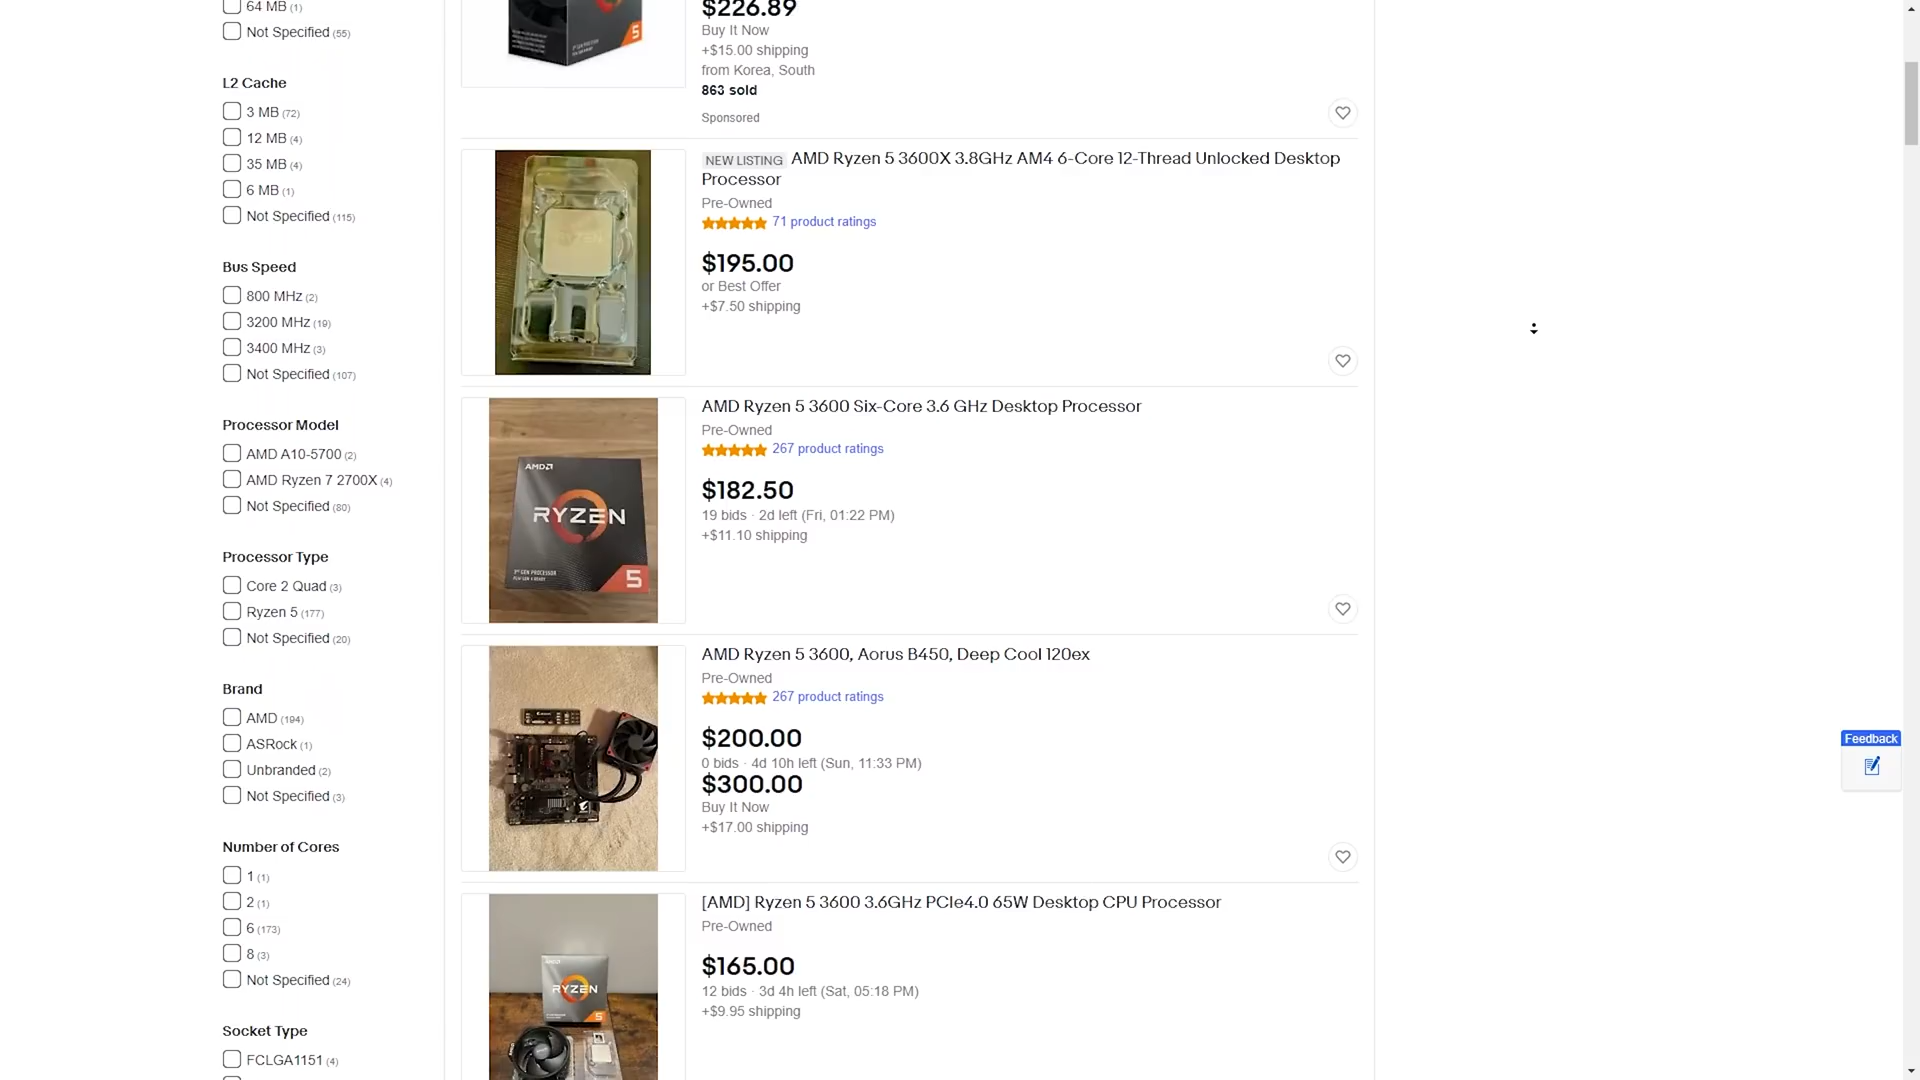 64 MB (1)
Not Specified (55)
L2 Cache
3 MB (72)
12 MB (4)
35 MB (4)
6 MB (1)
Not Specified (115)
Bus Speed
800 MHz (2)
3200 MHz (19)
3400 MHz (3)
Not Specified (107)
Processor Model
AMD A10-5700 (2)
AMD Ryzen 7 2700X (4)
Not Specified (80)
Processor Type
Core 2 Quad (3)
Ryzen 5 (177)
Not Specified (20)
Brand
AMD (194)
ASRock (1)
Unbranded (2)
Not Specified (3)
Number of Cores
1 (1)
2 (1)
6 (173)
8 (3)
Not Specified (24)
Socket Type
FCLGA1151 (4)
5
$226.89
Buy It Now
+$15.00 shipping
from Korea, South
863 sold
Sponsored
RYZEN
NEW LISTING AMD Ryzen 5 3600X 3.8GHz AM4 6-Core 12-Thread Unlocked Desktop
Processor
Pre-Owned
71 product ratings
$195.00
or Best Offer
+$7.50 shipping
AMD
RYZEN
5
AMD Ryzen 5 3600 Six-Core 3.6 GHz Desktop Processor
Pre-Owned
267 product ratings
$182.50
19 bids · 2d left (Fri, 01:22 PM)
+$11.10 shipping
AMD Ryzen 5 3600, Aorus B450, Deep Cool 120ex
Pre-Owned
267 product ratings
$200.00
0 bids · 4d 10h left (Sun, 11:33 PM)
$300.00
Buy It Now
+$17.00 shipping
RYZEN
5
[AMD] Ryzen 5 3600 3.6GHz PCIe4.0 65W Desktop CPU Processor
Pre-Owned
$165.00
12 bids · 3d 4h left (Sat, 05:18 PM)
+$9.95 shipping
Feedback